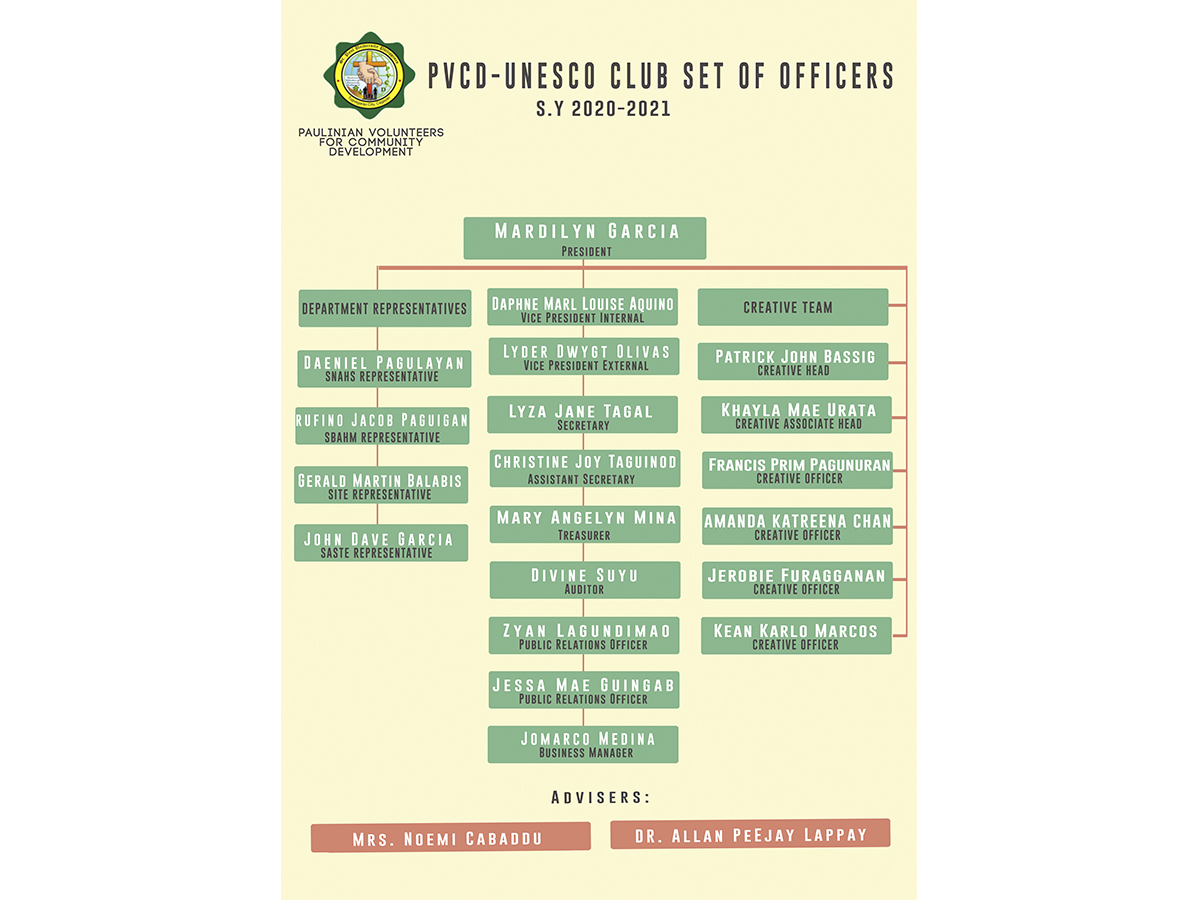 PVCD-UNESCO CLUB SET OF OFFICERS
S.Y 2020-2021
PAULINIAN VOLUNTEERS
FOR COMMUNITY
DEVELOPMENT
MARDILYN GARCIA
PRESIDENT
DEPARTMENT REPRESENTATIVES
DAENIEL PAGULAYAN
SNAHS REPRESENTATIVE
RUFINO JACOB PAGUIGAN
SBAHM REPRESENTATIVE
GERALD MARTIN BALABIS
SITE REPRESENTATIVE
JOHN DAVE GARCIA
SASTE REPRESENTATIVE
DAPHNE MARL LOUISE AQUINO
VICE PRESIDENT INTERNAL
LYDER DWYGT OLIVAS
VICE PRESIDENT EXTERNAL
LYZA JANE TAGAL
SECRETARY
CHRISTINE JOY TAGUINOD
ASSISTANT SECRETARY
MARY ANGELYN MINA
TREASURER
DIVINE SUYU
AUDITOR
ZYAN LAGUNDIMAO
PUBLIC RELATIONS OFFICER
JESSA MAE GUINGAB
PUBLIC RELATIONS OFFICER
JOMARCO MEDINA
BUSINESS MANAGER
CREATIVE TEAM
PATRICK JOHN BASSIG
CREATIVE HEAD
KHAYLA MAE URATA
CREATIVE ASSOCIATE HEAD
FRANCIS PRIM PAGUNURAN
CREATIVE OFFICER
AMANDA KATREENA CHAN
CREATIVE OFFICER
JEROBIE FURAGGANAN
CREATIVE OFFICER
KEAN KARLO MARCOS
CREATIVE OFFICER
ADVISERS:
MRS. NOEMI CABADDU
DR. ALLAN PEEJAY LAPPAY